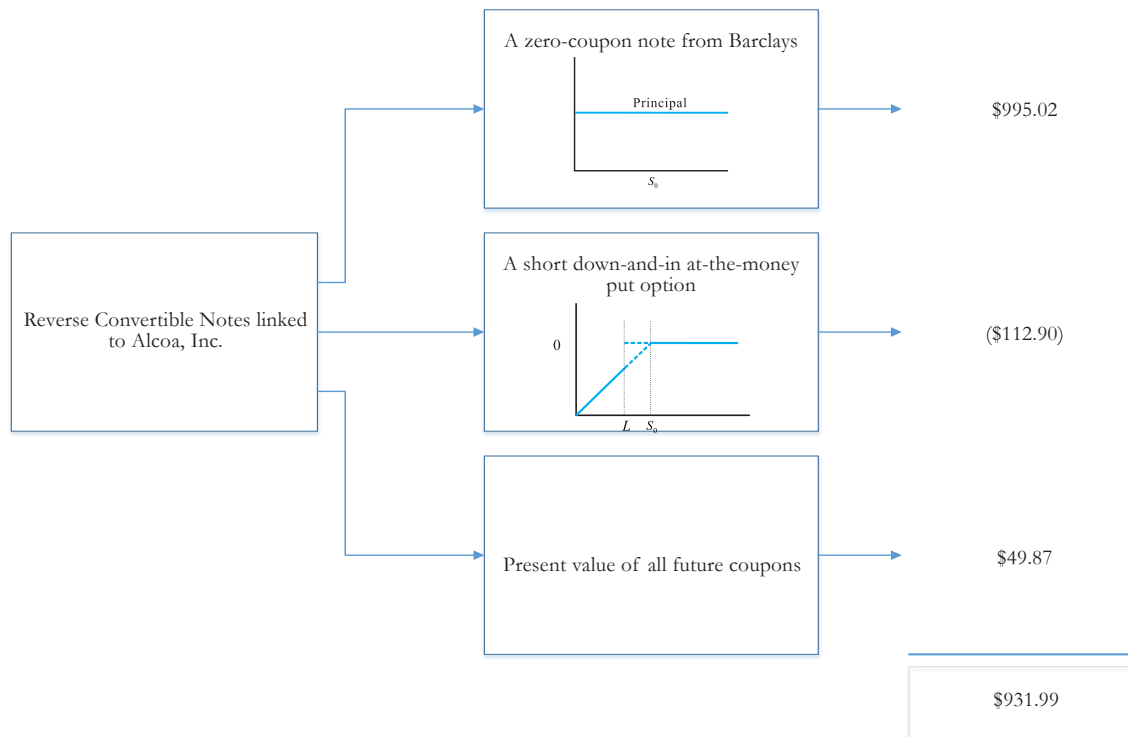 A zero-coupon note from Barclays
Principal
S₀
$995.02
Reverse Convertible Notes linked
to Alcoa, Inc.
A short down-and-in at-the-money
put option
0
L S₀
($112.90)
Present value of all future coupons
$49.87
$931.99